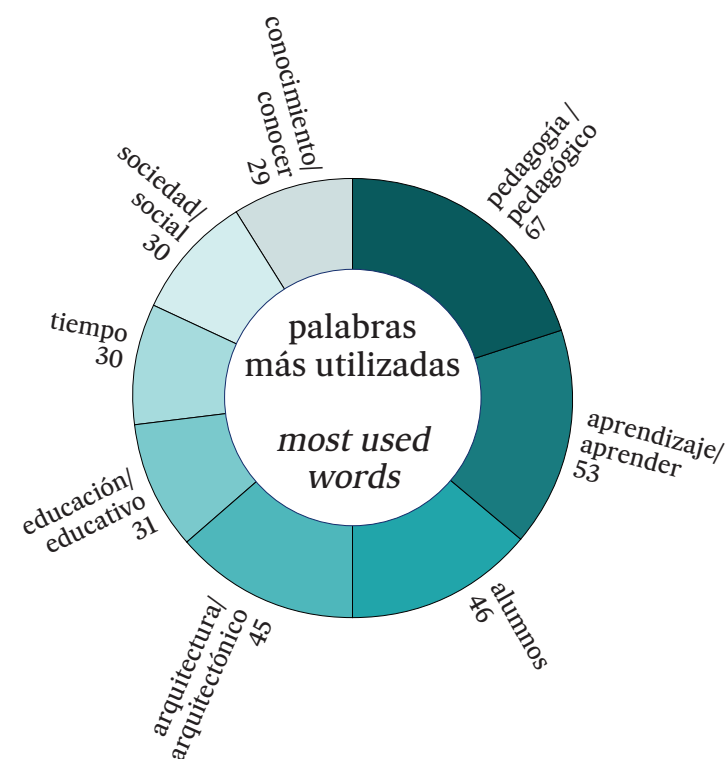 palabras
más utilizadas
most used
words
pedagogía /
pedagógico
67
aprendizaje/
aprender
53
alumnos
46
arquitectura/
arquitectónico
45
educación/
educativo
31
tiempo
30
sociedad/
social
30
conocimiento/
conocer
29